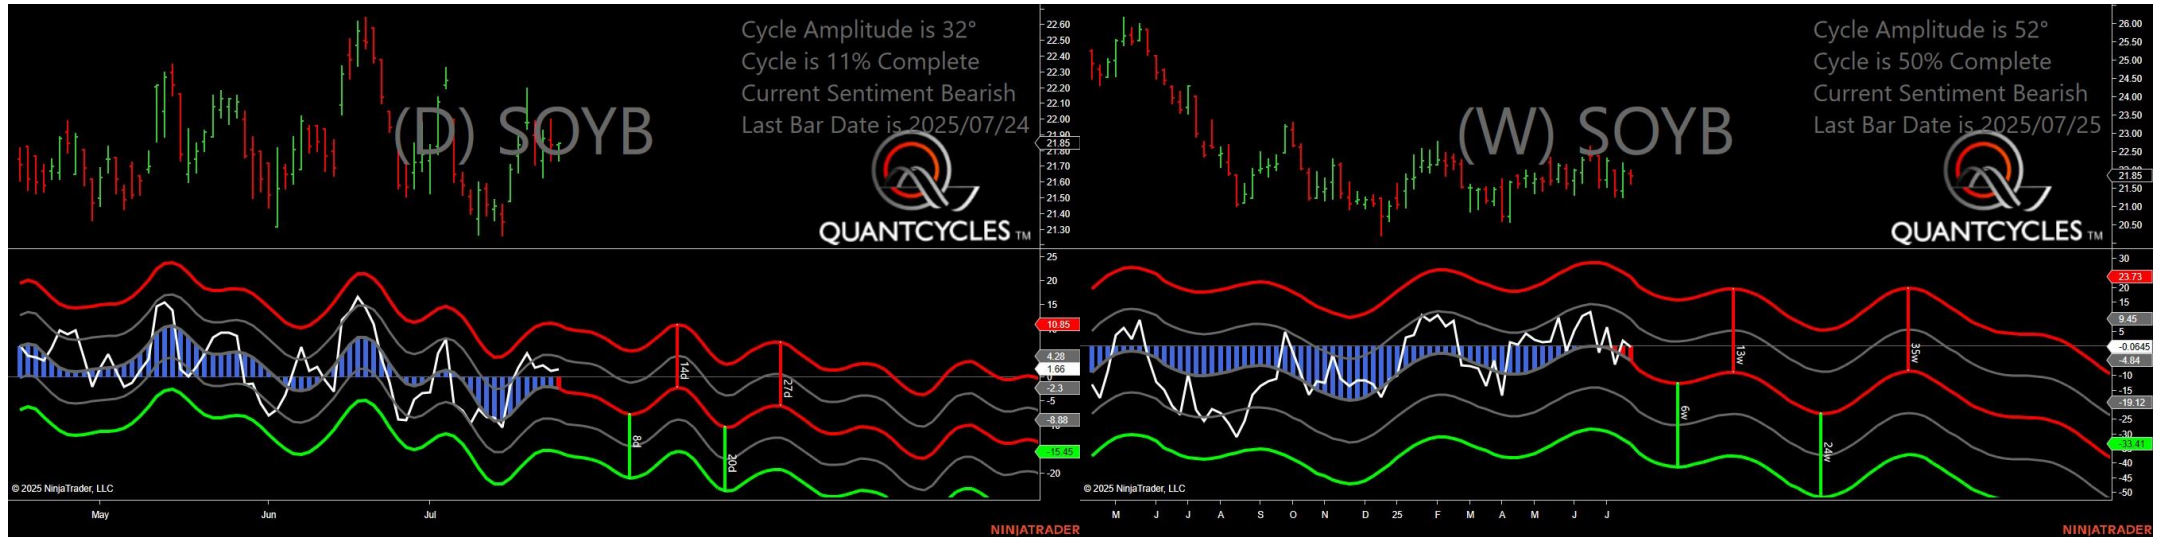 Cycle Amplitude is 32°
Cycle is 11% Complete
Current Sentiment Bearish
Last Bar Date is 2025/07/24
(D) SOYB
QUANTCYCLES TM
22.60
22.50
22.40
22.30
22.20
22.10
22.00
21.90
21.85
21.80
21.70
21.60
21.50
21.40
21.30
25
20
15
10.85
4.28
1.66
-2.3
-5
-8.88
-15.45
-20
14d
27d
8d
20d
© 2025 NinjaTrader, LLC
May
Jun
Jul
NINJATRADER
Cycle Amplitude is 52°
Cycle is 50% Complete
Current Sentiment Bearish
Last Bar Date is 2025/07/25
(W) SOYB
QUANTCYCLES TM
26.00
25.50
25.00
24.50
24.00
23.50
23.00
22.50
21.85
21.50
21.00
20.50
30
23.73
20
15
9.45
5
-0.0645
-4.84
-10
-15
-19.12
-25
-30
-33.41
-40
-45
-50
13w
35w
6w
24w
© 2025 NinjaTrader, LLC
M J J A S O N D 25 F M A M J J
NINJATRADER